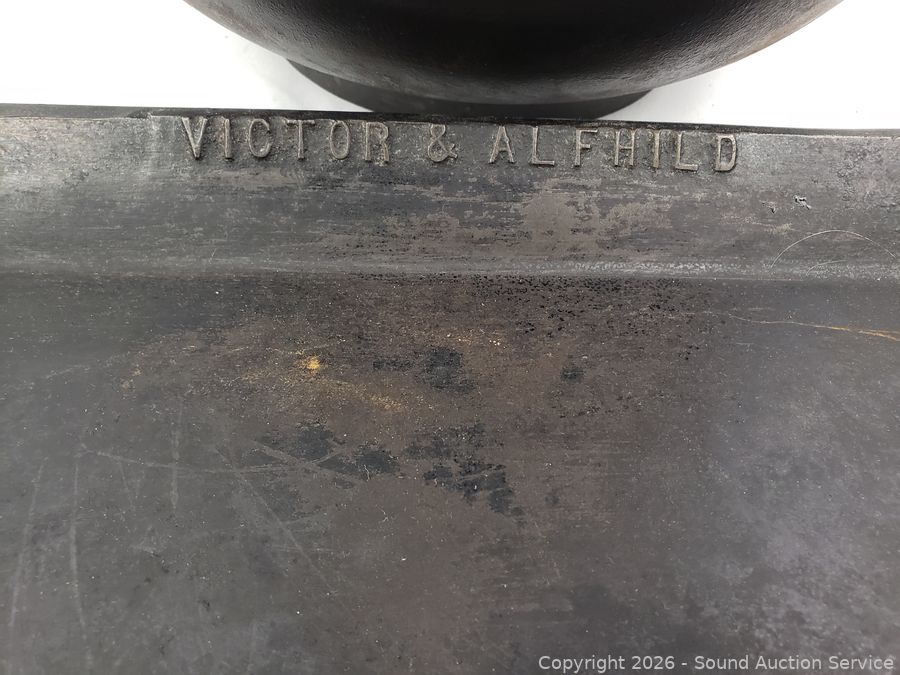 VICTOR & ALFHILD
Copyright 2026 - Sound Auction Service